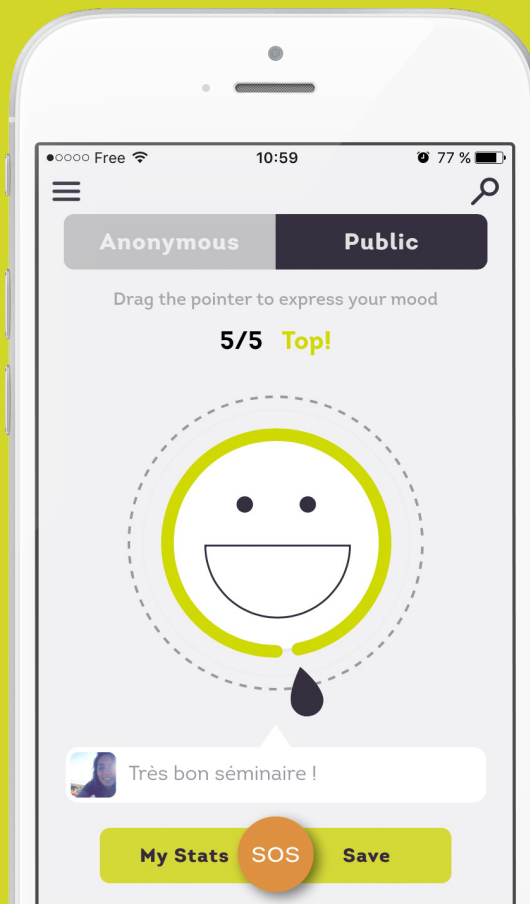 Free 10:59 77 %
Anonymous Public
Drag the pointer to express your mood
5/5 Top!
Très bon séminaire !
My Stats SOS Save